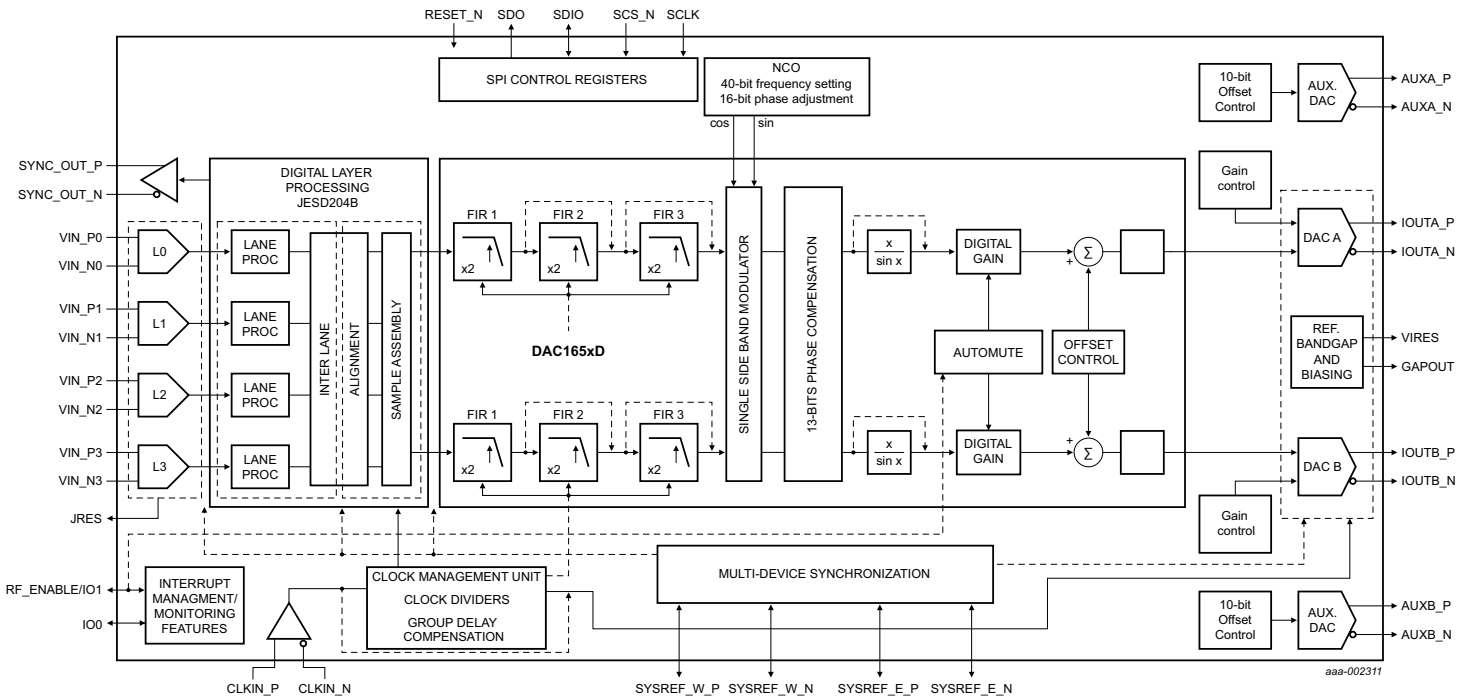 RESET_N SDO SDIO SCS_N SCLK
SPI CONTROL REGISTERS
NCO
40-bit frequency setting
16-bit phase adjustment
cos sin
10-bit
Offset
Control
AUX.
DAC
AUXA_P
AUXA_N
SYNC_OUT_P
SYNC_OUT_N
DIGITAL LAYER
PROCESSING
JESD204B
Gain
control
VIN_P0
VIN_N0
L0
LANE
PROC
VIN_P1
VIN_N1
L1
LANE
PROC
VIN_P2
VIN_N2
L2
LANE
PROC
VIN_P3
VIN_N3
L3
LANE
PROC
INTER LANE
ALIGNMENT
SAMPLE ASSEMBLY
FIR 1 FIR 2 FIR 3
x2 x2 x2
DAC165xD
FIR 1 FIR 2 FIR 3
x2 x2 x2
SINGLE SIDE BAND MODULATOR
13-BITS PHASE COMPENSATION
x
sin x
DIGITAL
GAIN
+ Σ
AUTOMUTE
OFFSET
CONTROL
x
sin x
DIGITAL
GAIN
+ Σ
DAC A
IOUTA_P
IOUTA_N
REF.
BANDGAP
AND
BIASING
VIRES
GAPOUT
DAC B
IOUTB_P
IOUTB_N
Gain
control
JRES
RF_ENABLE/IO1
IO0
INTERRUPT
MANAGMENT/
MONITORING
FEATURES
CLOCK MANAGEMENT UNIT
CLOCK DIVIDERS
GROUP DELAY
COMPENSATION
MULTI-DEVICE SYNCHRONIZATION
10-bit
Offset
Control
AUX.
DAC
AUXB_P
AUXB_N
CLKIN_P CLKIN_N
SYSREF_W_P SYSREF_W_N SYSREF_E_P SYSREF_E_N
aaa-002311